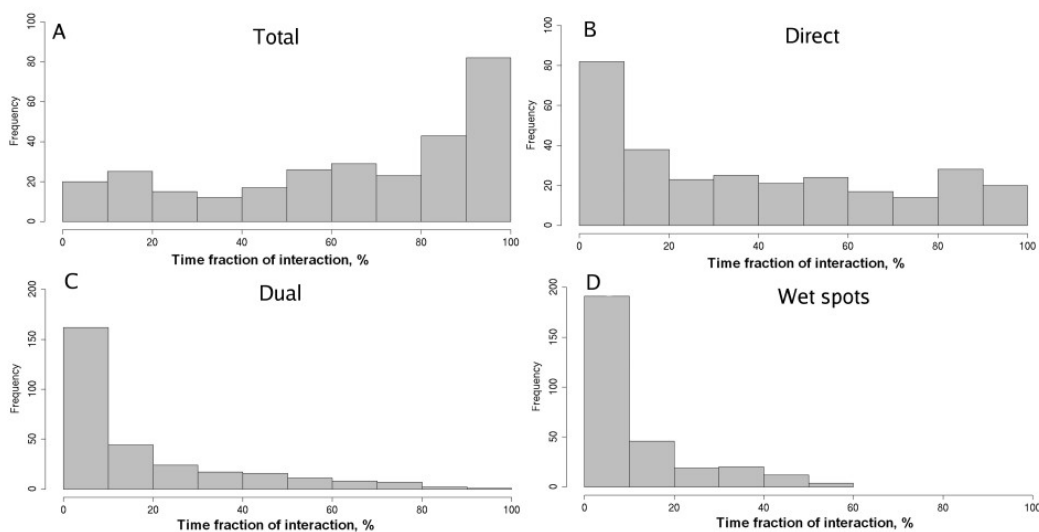 A
Total
Frequency
0 20 40 60 80 100
0 20 40 60 80 100
Time fraction of interaction, %
B
Direct
Frequency
0 20 40 60 80 100
0 20 40 60 80 100
Time fraction of interaction, %
C
Dual
Frequency
0 50 100 150 200
0 20 40 60 80 100
Time fraction of interaction, %
D
Wet spots
Frequency
0 50 100 150 200
0 20 40 60 80 100
Time fraction of interaction, %